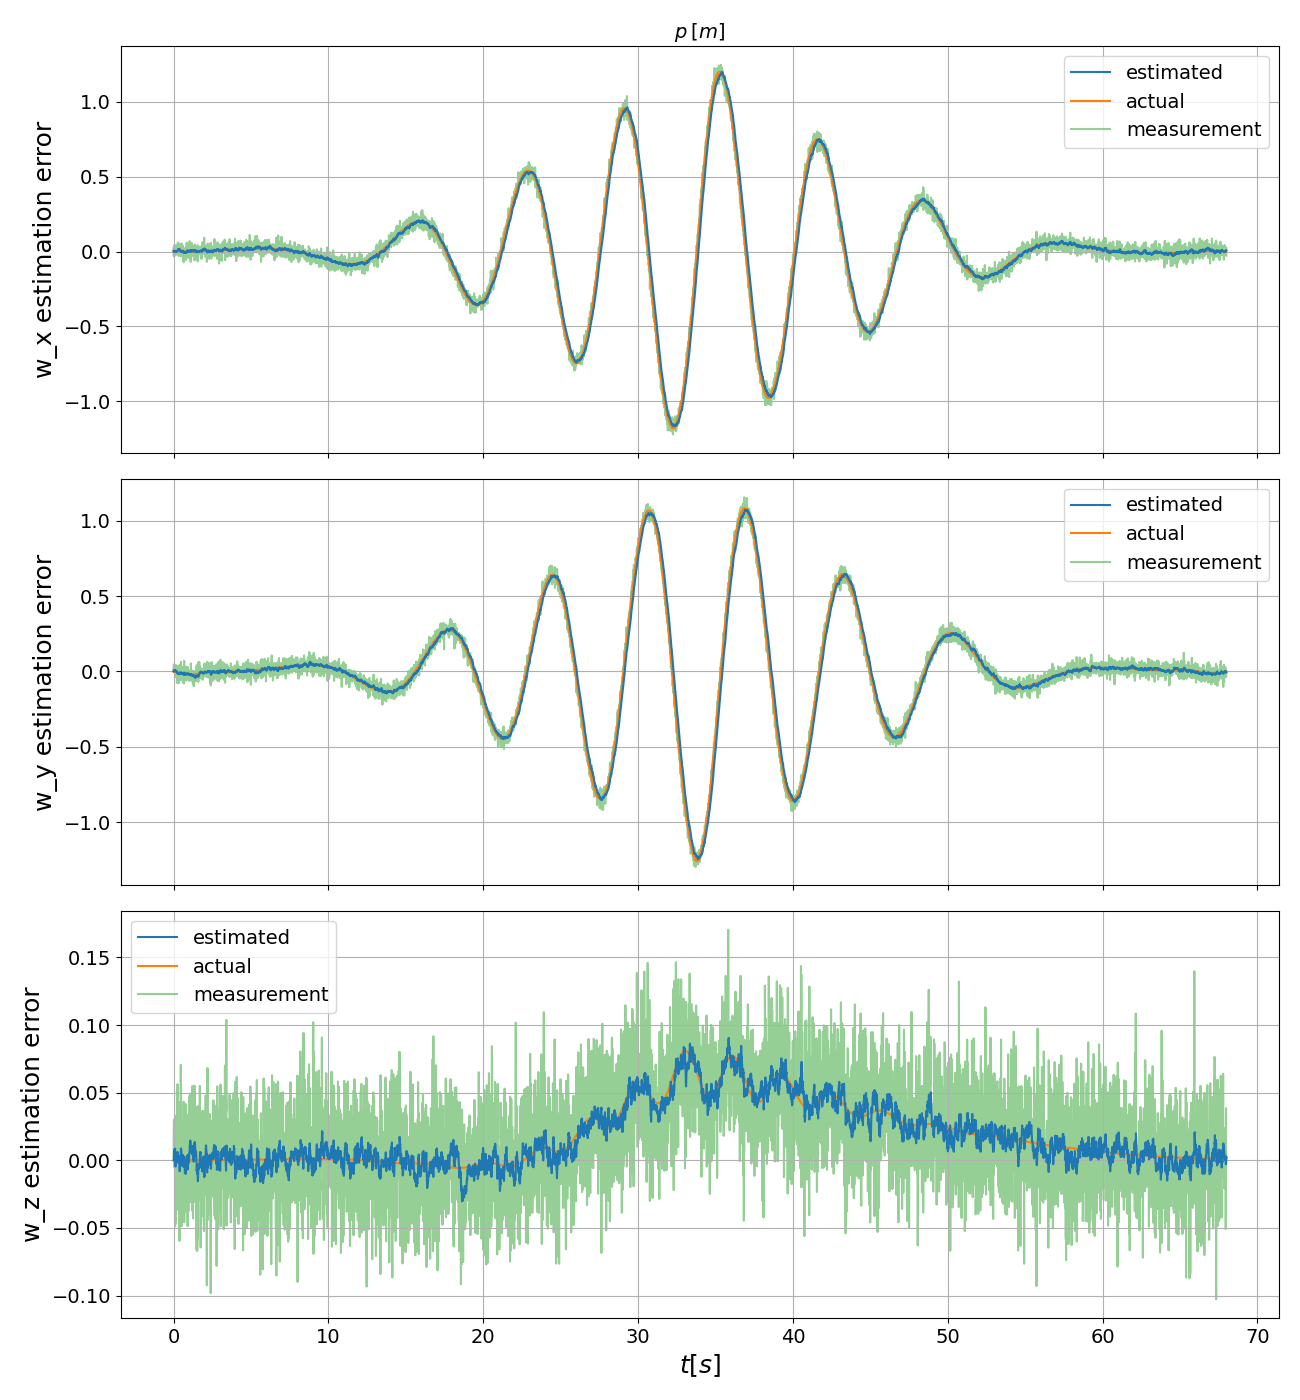 p [m]
w_x estimation error
1.0
0.5
0.0
−0.5
−1.0
estimated
actual
measurement
w_y estimation error
1.0
0.5
0.0
−0.5
−1.0
estimated
actual
measurement
w_z estimation error
0.15
0.10
0.05
0.00
−0.05
−0.10
estimated
actual
measurement
0 10 20 30 40 50 60 70
t[s]